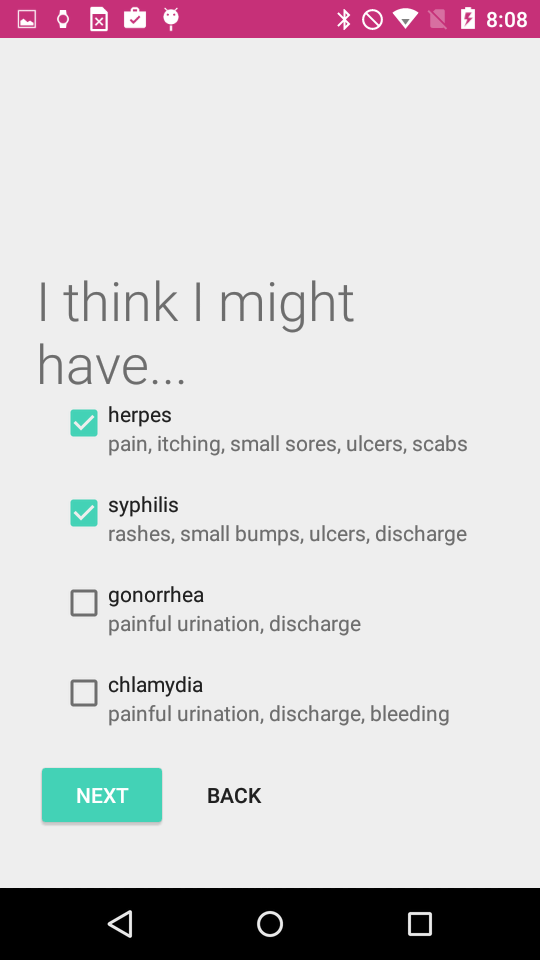 8:08
I think I might
have...
herpes
pain, itching, small sores, ulcers, scabs
syphilis
rashes, small bumps, ulcers, discharge
gonorrhea
painful urination, discharge
chlamydia
painful urination, discharge, bleeding
NEXT BACK